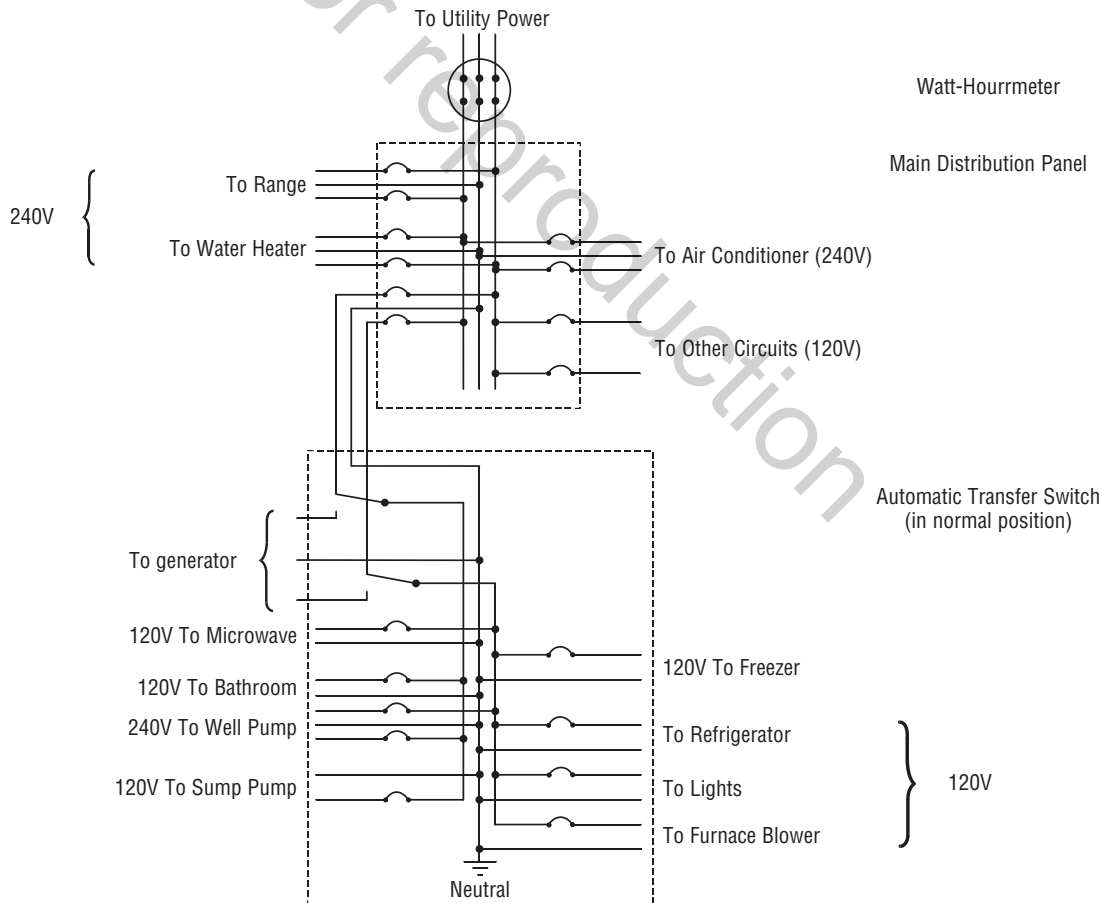 To Utility Power
Watt-Hourrmeter
Main Distribution Panel
To Range
240V
To Water Heater
To Air Conditioner (240V)
To Other Circuits (120V)
Automatic Transfer Switch
(in normal position)
To generator
120V To Microwave
120V To Freezer
120V To Bathroom
240V To Well Pump
To Refrigerator
120V To Sump Pump
To Lights
120V
To Furnace Blower
Neutral
or reproduction